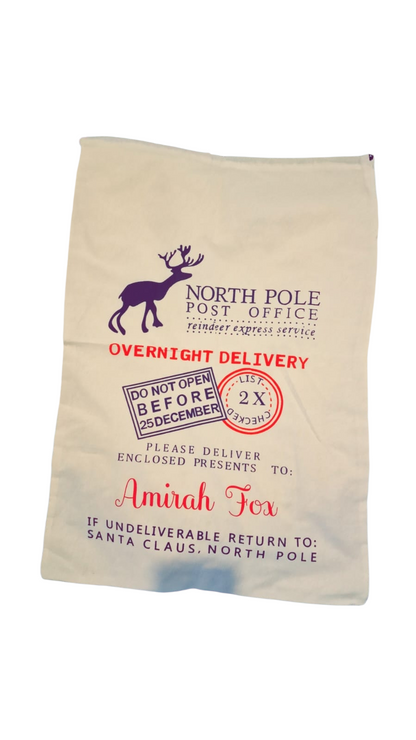 NORTH POLE
POST OFFICE
reindeer express service
OVERNIGHT DELIVERY
DO NOT OPEN
BEFORE
25 DECEMBER
LIST
2X
CHECKED
PLEASE DELIVER
ENCLOSED PRESENTS TO:
Amirah Fox
IF UNDELIVERABLE RETURN TO:
SANTA CLAUS, NORTH POLE